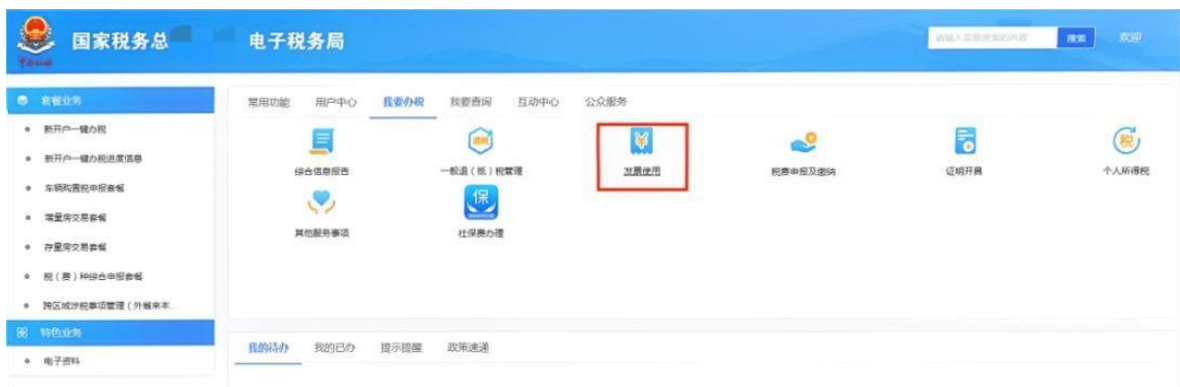 国家税务总 电子税务局
搜索 欢迎
套餐业务
新开户一键办税
新开户一键办税进度信息
车辆购置税申报套餐
增量房交易套餐
存量房交易套餐
税（费）种综合申报套餐
跨区域涉税事项管理（外省来本...
特色业务
电子资料
常用功能 用户中心 我要办税 我要查询 互动中心 公众服务
综合信息报告 一般退（抵）税管理 发票使用 税费申报及缴纳 证明开具 个人所得税
其他服务事项 社保费办理
我的待办 我的已办 提示提醒 政策速递